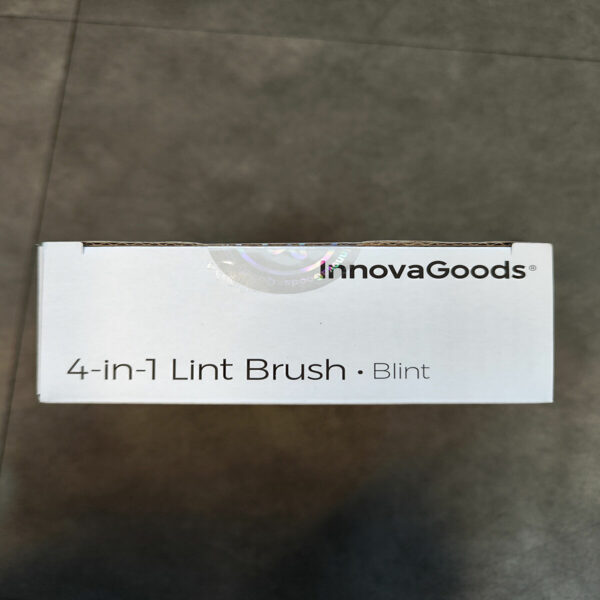 InnovaGoods®
4-in-1 Lint Brush • Blint